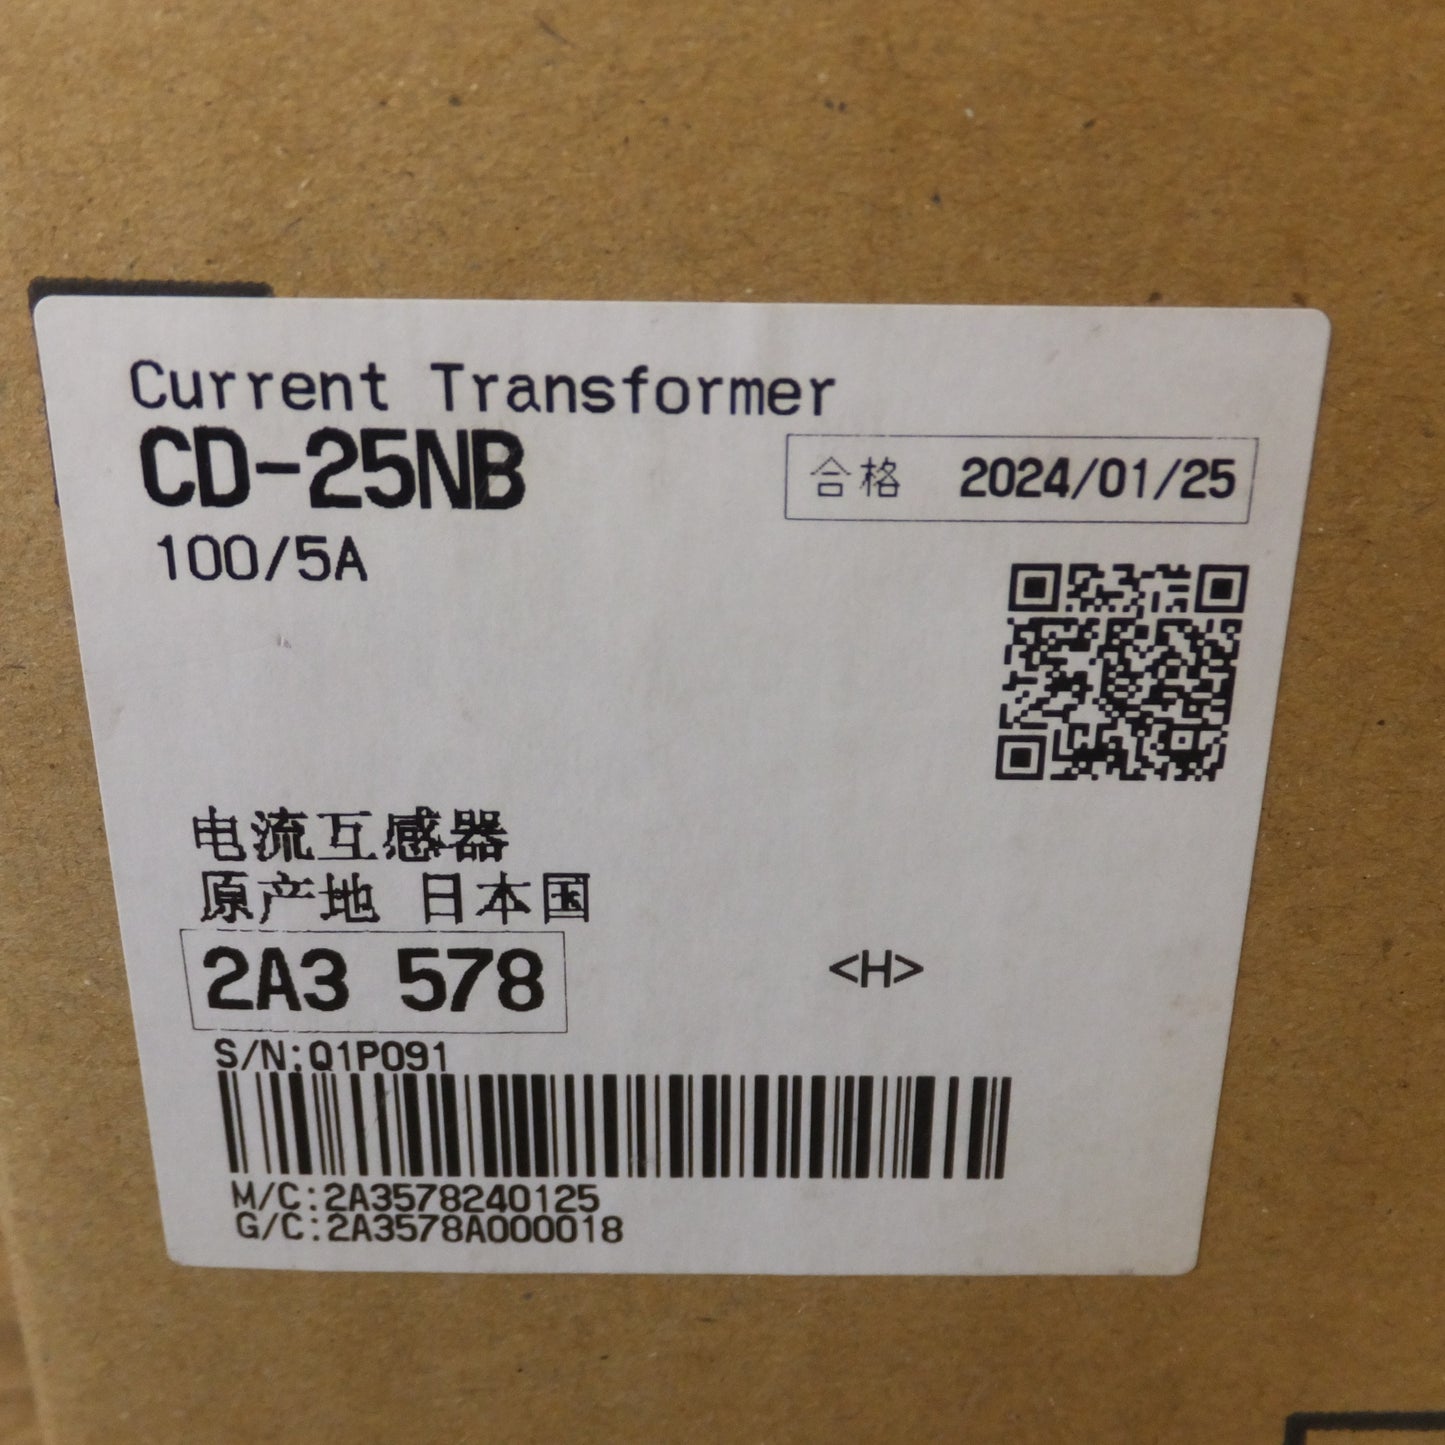 Current Transformer
CD-25NB
合格 2024/01/25
100/5A
电流互感器
原产地 日本国
2A3 578
<H>
S/N:Q1P091
M/C:2A3578240125
G/C:2A3578A000018